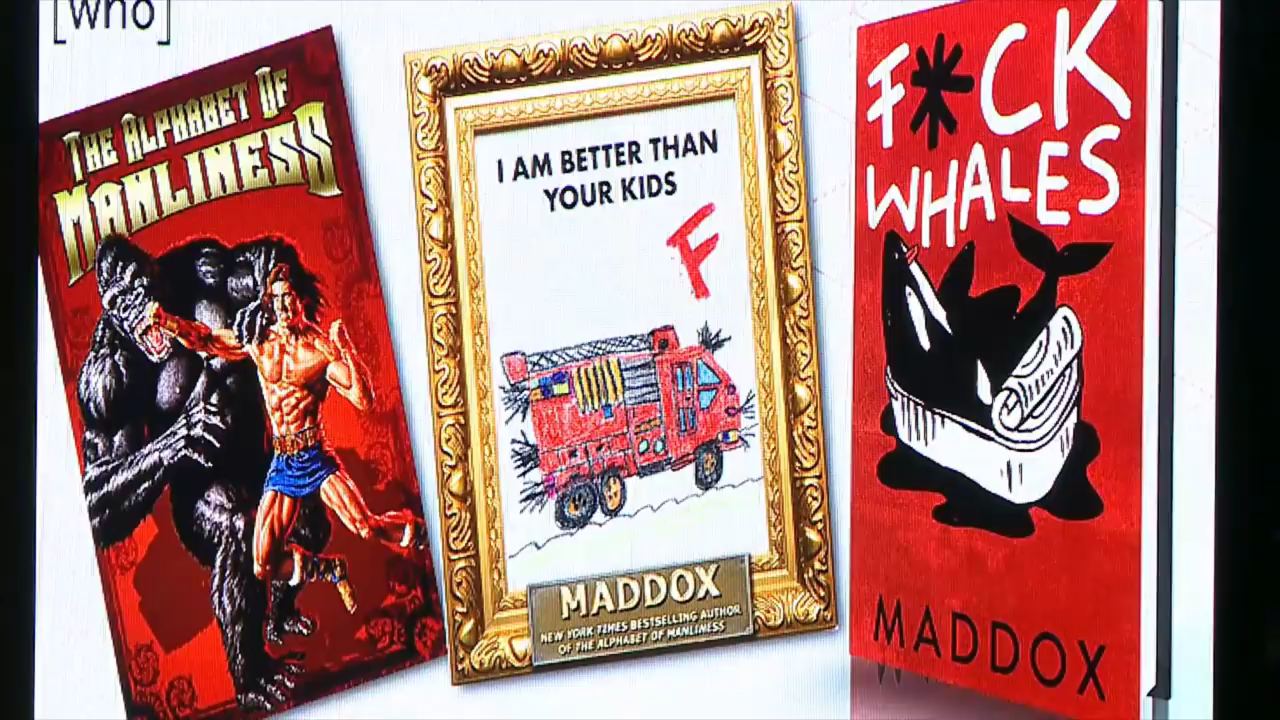 [who]
THE ALPHABET OF
MANLINESS
I AM BETTER THAN
YOUR KIDS
F
MADDOX
NEW YORK TIMES BESTSELLING AUTHOR
OF THE ALPHABET OF MANLINESS
F*CK
WHALES
MADDOX